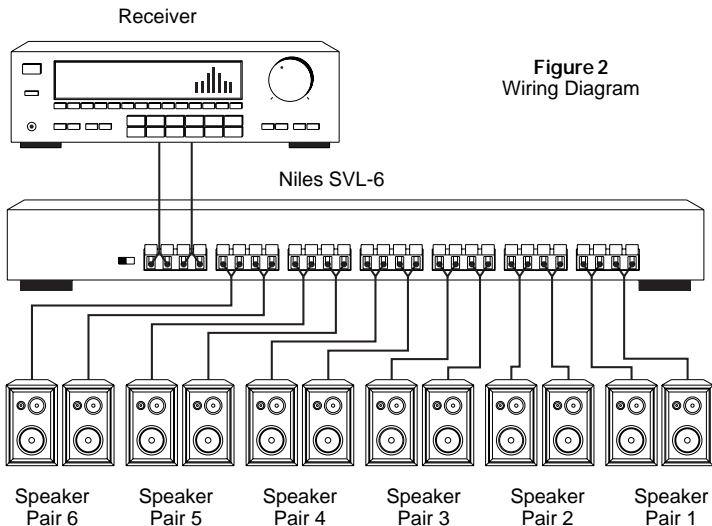 Receiver
Figure 2
Wiring Diagram
Niles SVL-6
Speaker
Pair 6
Speaker
Pair 5
Speaker
Pair 4
Speaker
Pair 3
Speaker
Pair 2
Speaker
Pair 1